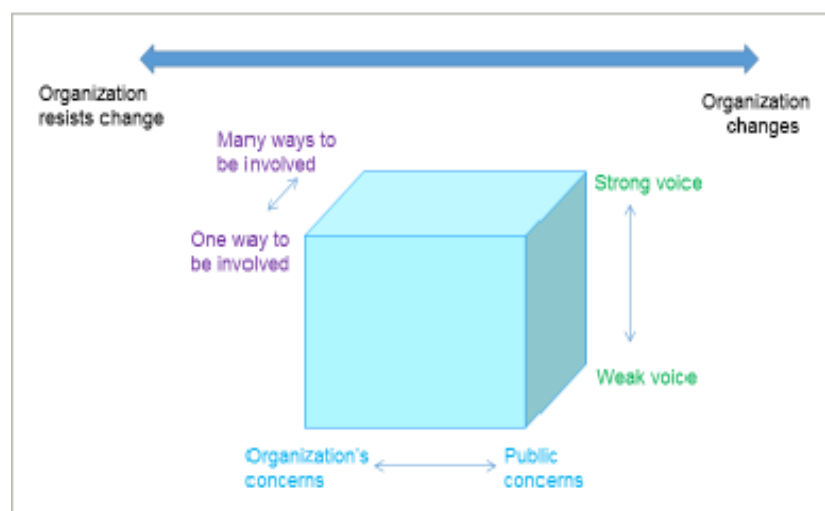 Organization
resists change
Organization
changes
Many ways to
be involved
Strong voice
One way to
be involved
Weak voice
Organization's
concerns
Public
concerns